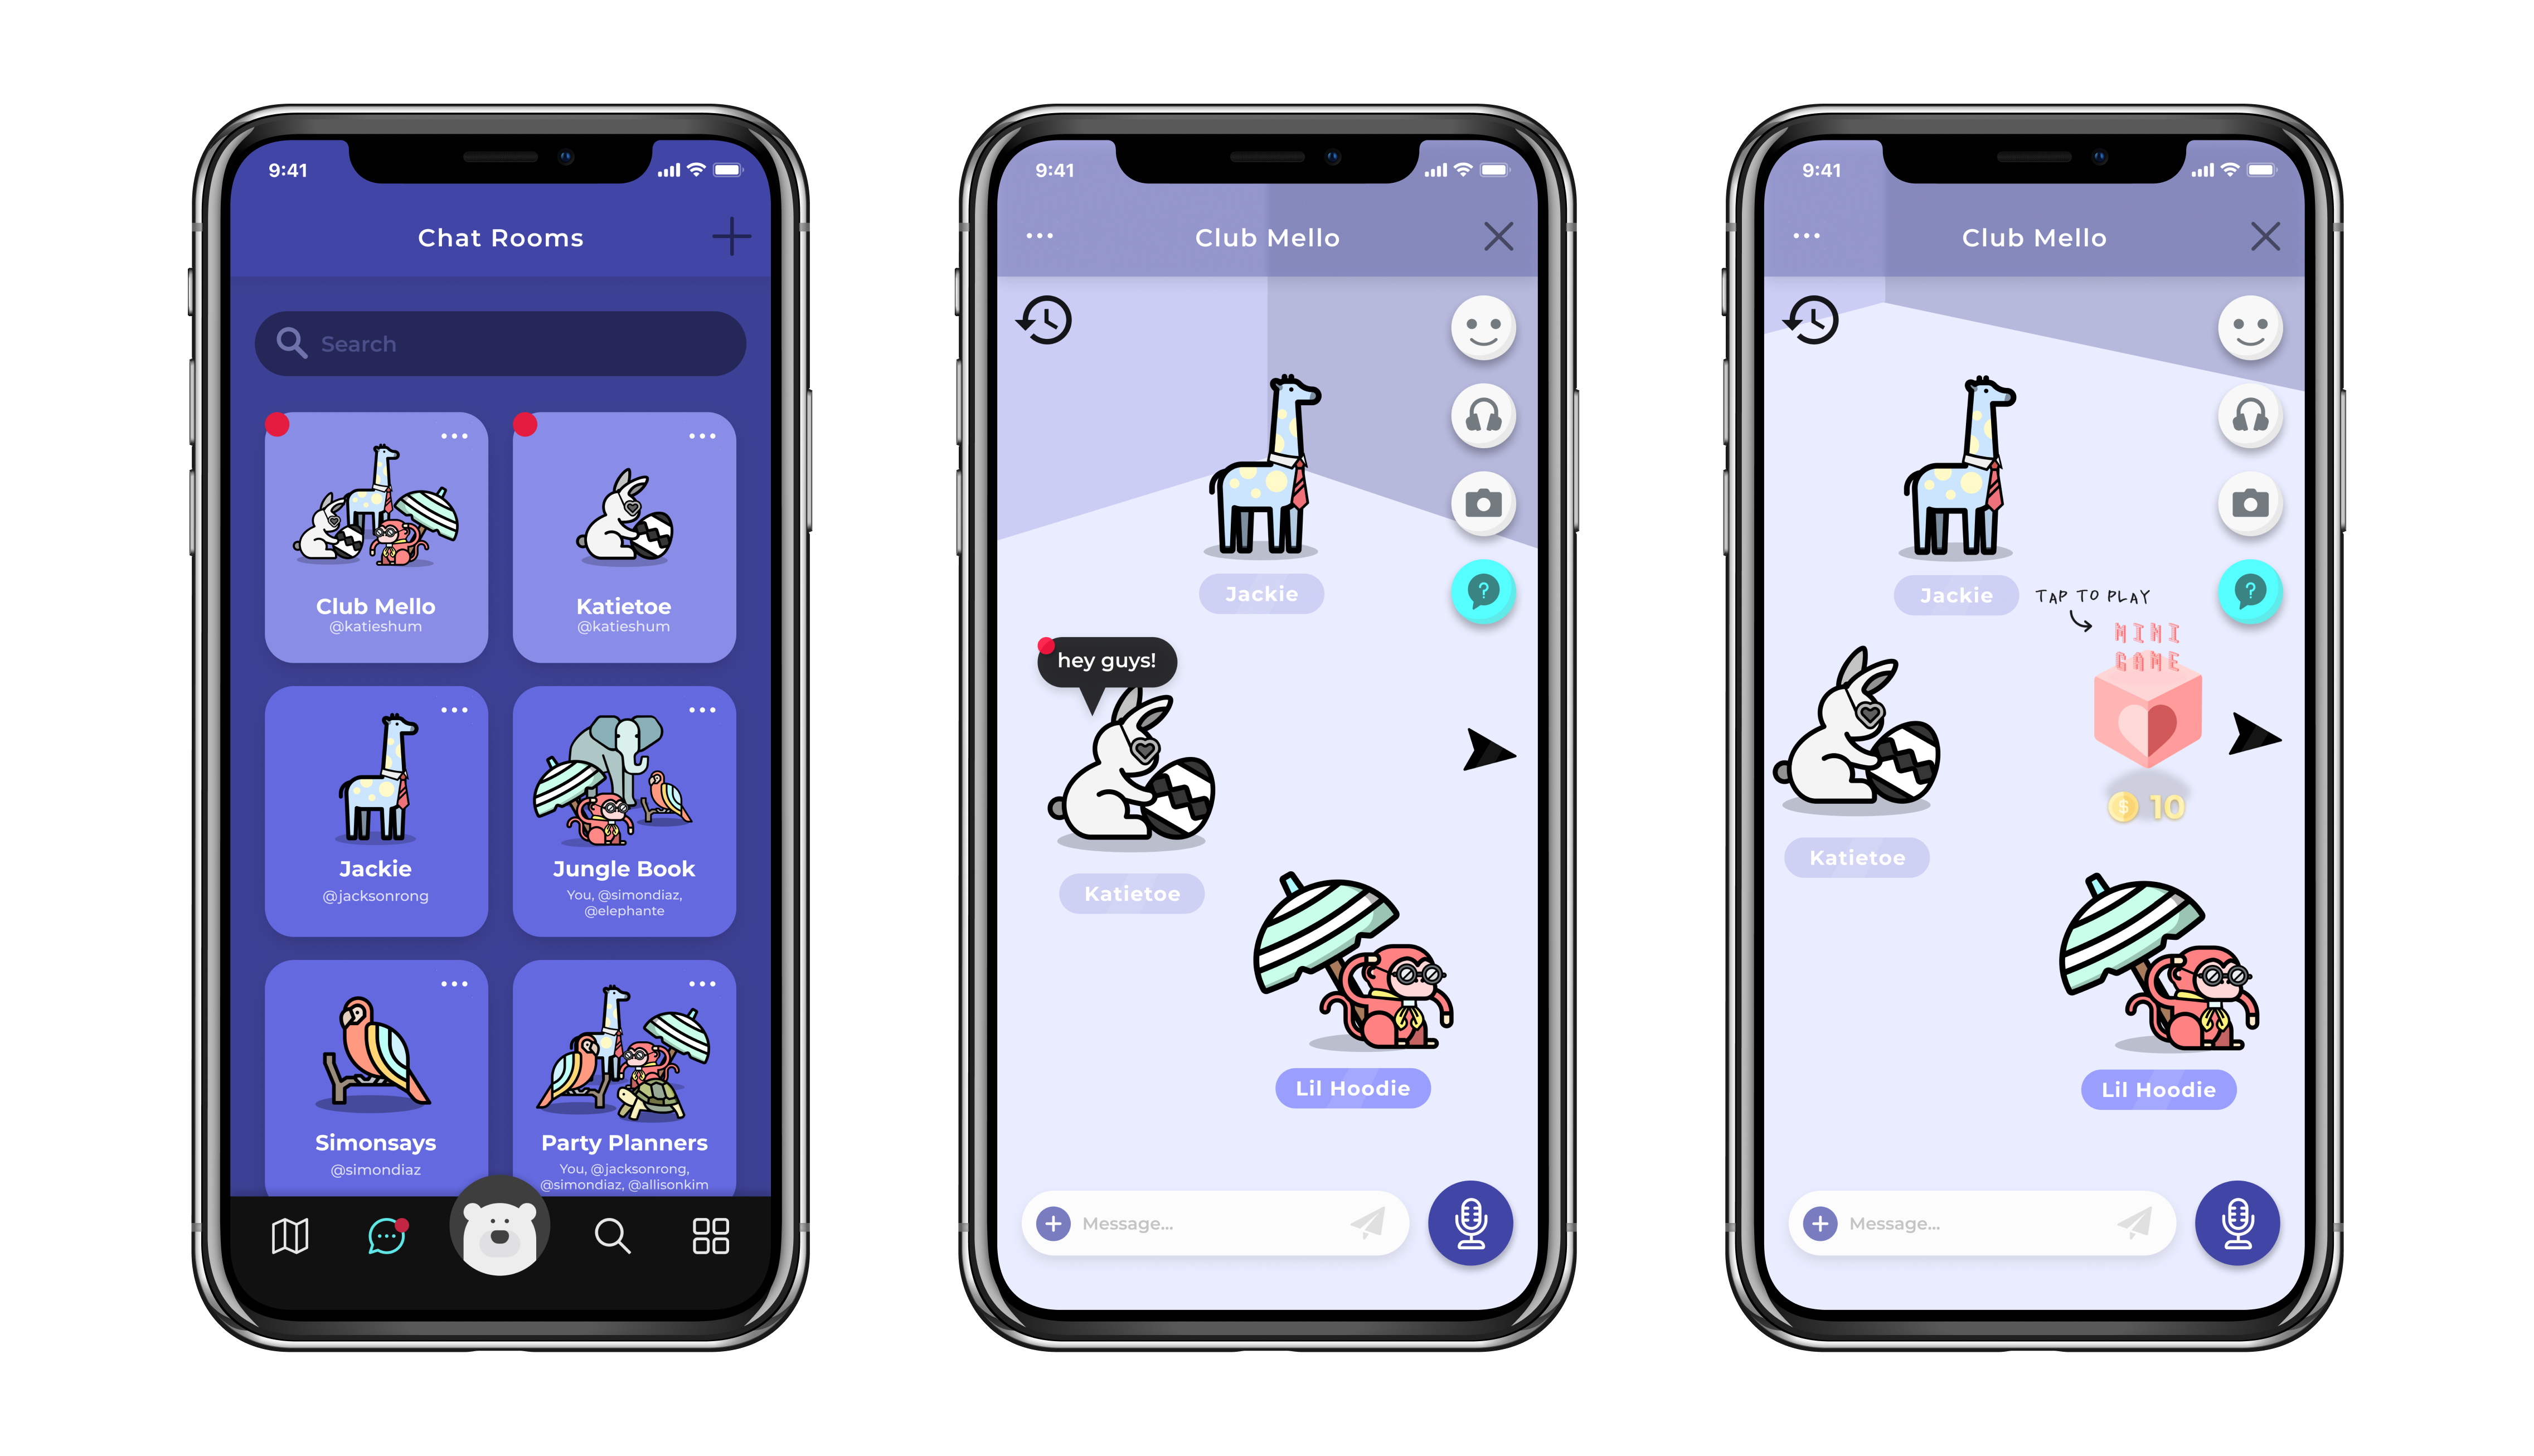 9:41
Chat Rooms
Search
Club Mello
@katieshum
Katietoe
@katieshum
Jackie
@jacksonrong
Jungle Book
You, @simondiaz,
@elephante
Simonsays
@simondiaz
Party Planners
You, @jacksonrong,
@simondiaz, @allisonkim
9:41
Club Mello
?
Jackie
hey guys!
Katietoe
Lil Hoodie
Message...
9:41
Club Mello
?
Jackie
TAP TO PLAY
MINI
GAME
$ 10
Katietoe
Lil Hoodie
Message...